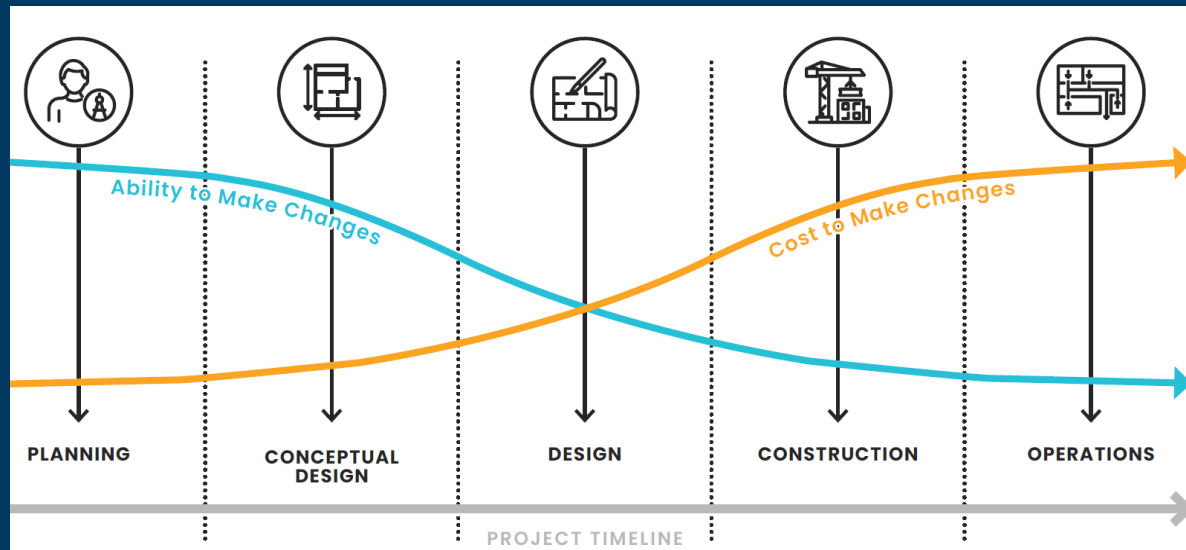 Ability to Make Changes
Cost to Make Changes
PLANNING
CONCEPTUAL
DESIGN
DESIGN
CONSTRUCTION
OPERATIONS
PROJECT TIMELINE